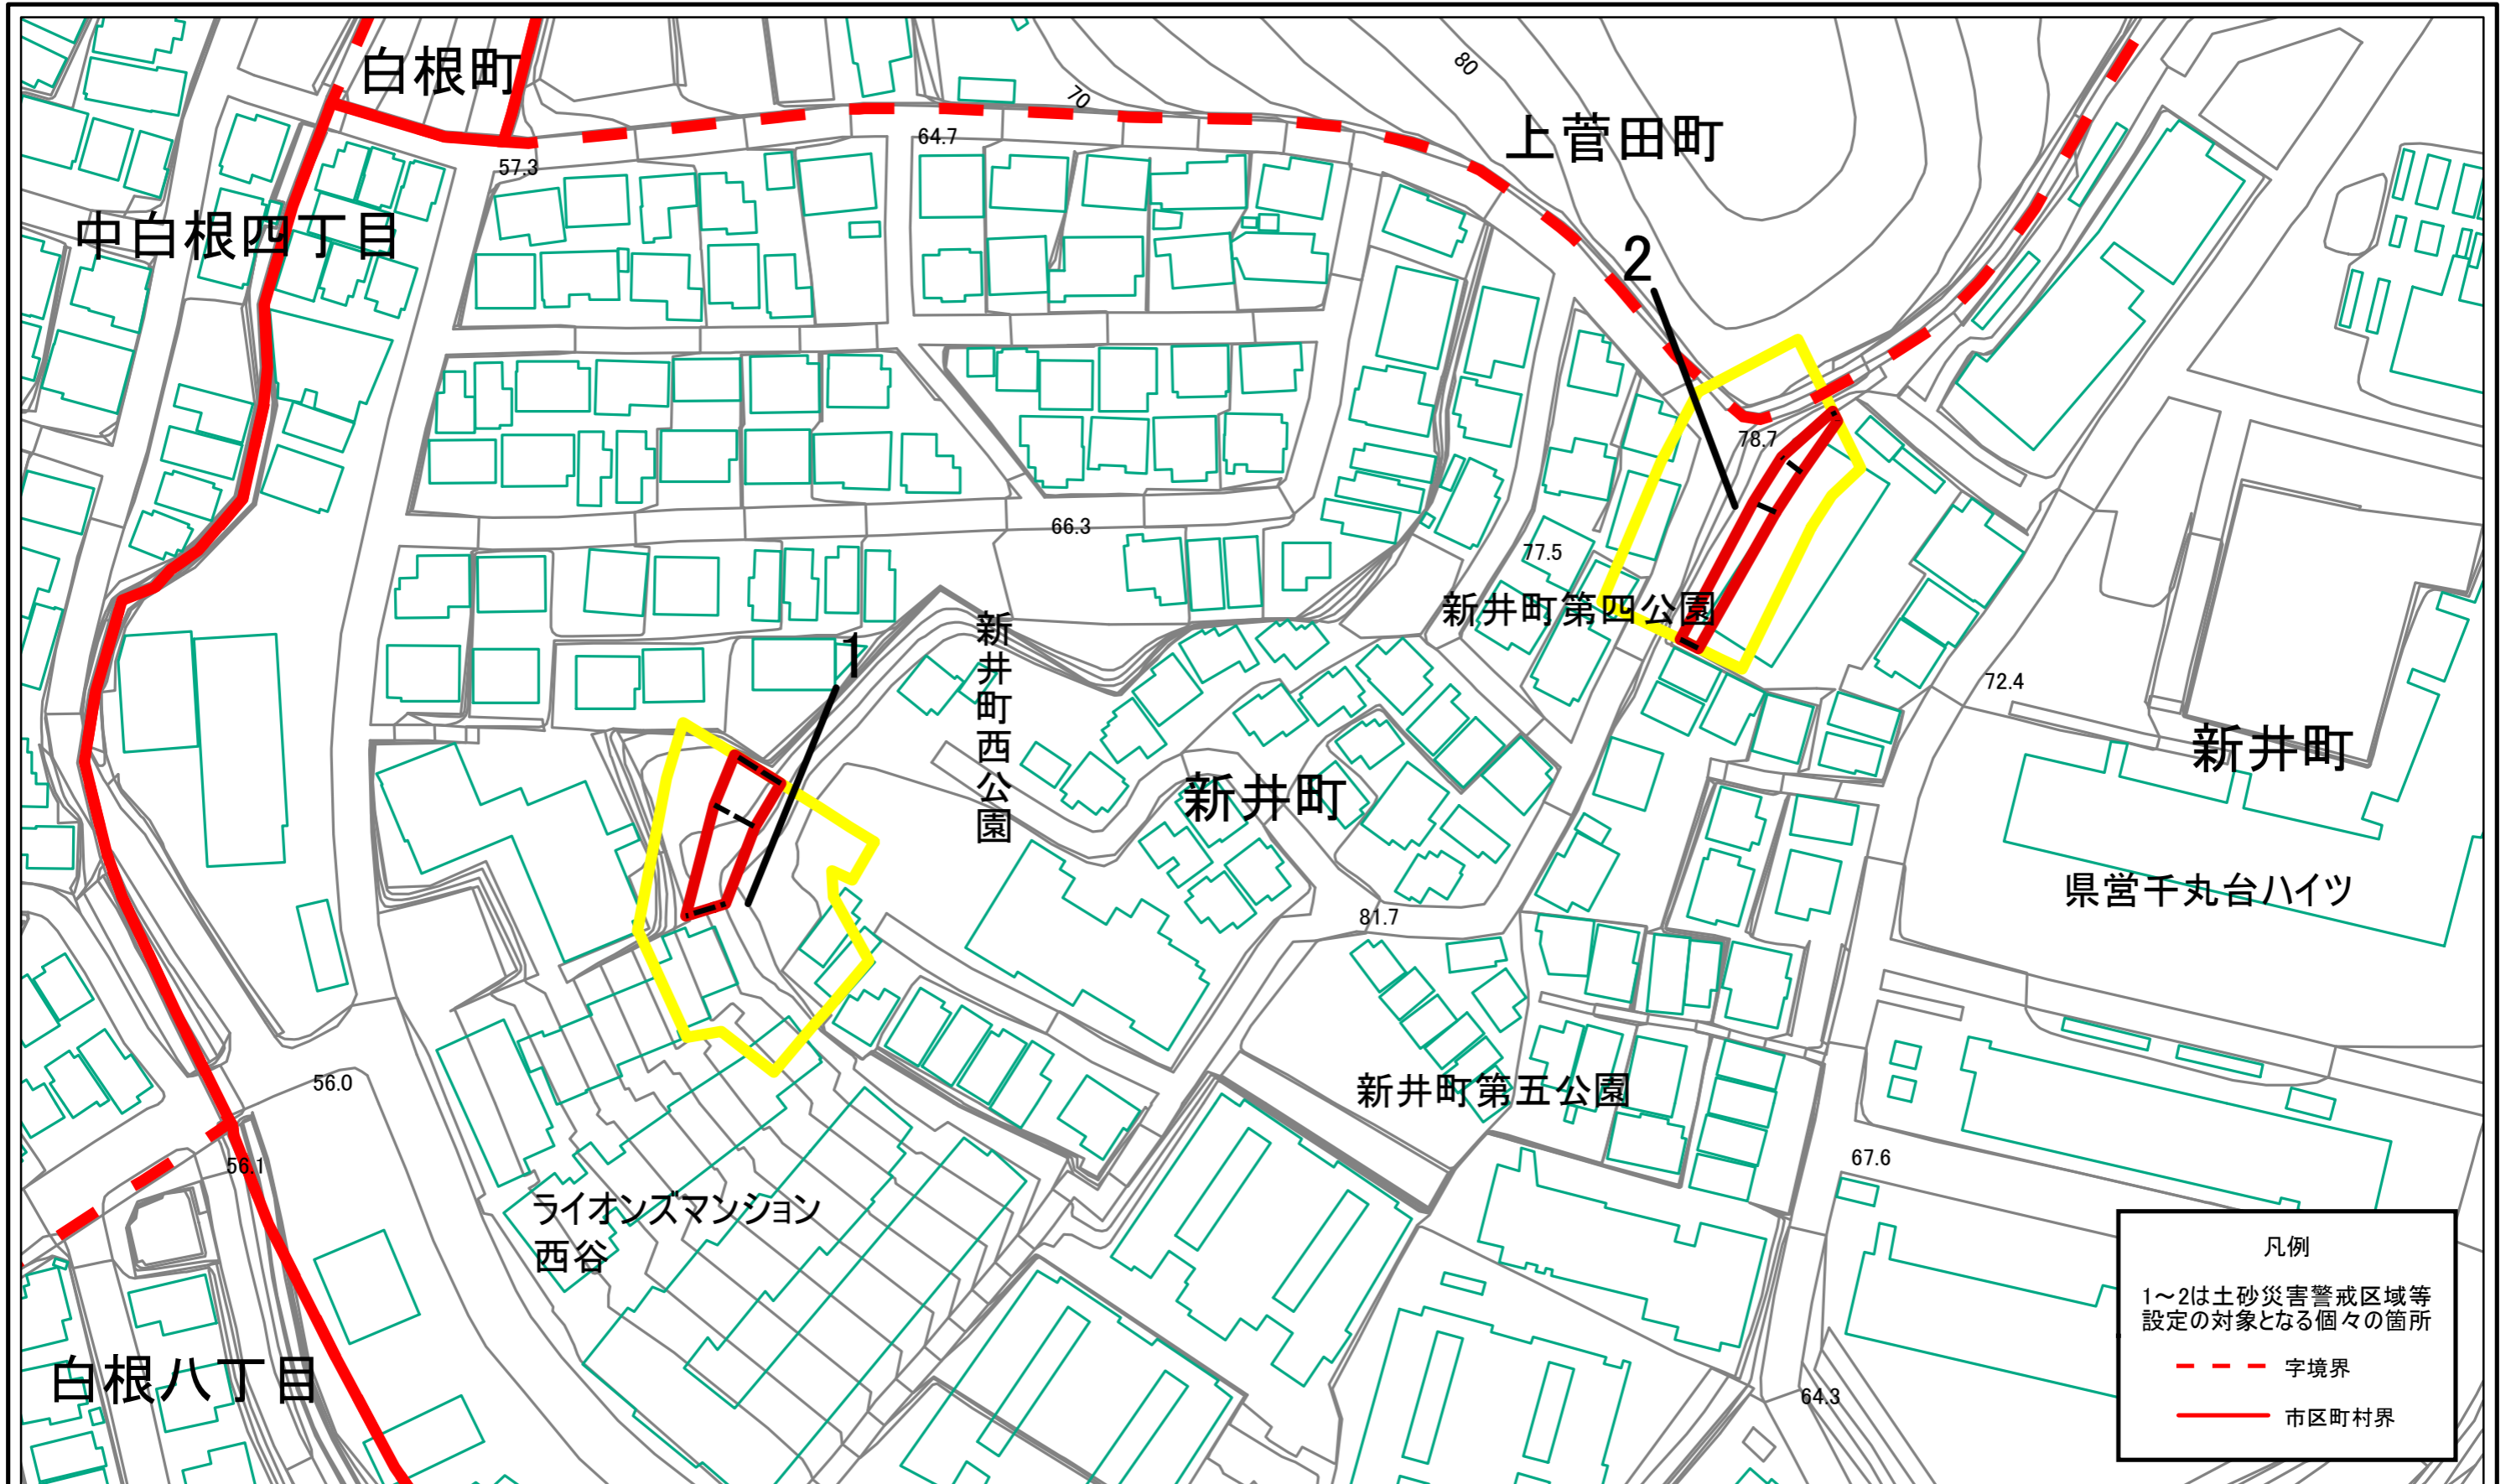 白根町
80
70
上菅田町
64.7
57.3
中白根四丁目
2
78.7
66.3
77.5
新井町第四公園
新井町西公園
1
72.4
新井町
新井町
県営千丸台ハイツ
81.7
56.0
新井町第五公園
56.1
67.6
ライオンズマンション
西谷
白根八丁目
64.3
凡例
1～2は土砂災害警戒区域等
設定の対象となる個々の箇所
字境界
市区町村界